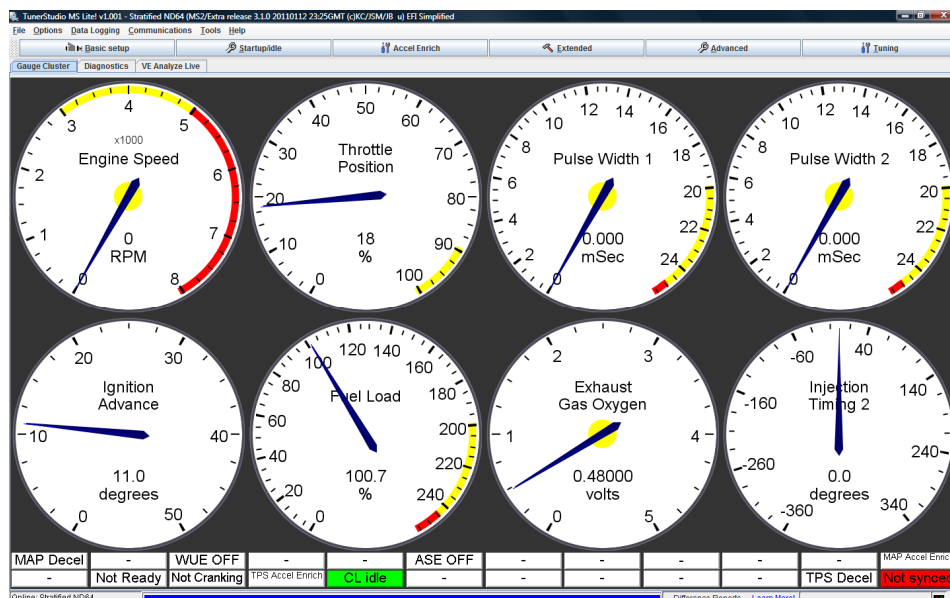 TunerStudio MS Lite! v1.001 - Stratified ND64 (MS2/Extra release 3.1.0 20110112 23:25GMT (c)KC/JSM/JB u) EFI Simplified
File Options Data Logging Communications Tools Help
Basic setup Startup/Idle Accel Enrich Extended Advanced Tuning
Gauge Cluster Diagnostics VE Analyze Live
0 1 2 3 4 5 6 7 8
x1000
Engine Speed
0
RPM
0 10 20 30 40 50 60 70 80 90 100
Throttle
Position
18
%
0 2 4 6 8 10 12 14 16 18 20 22 24
Pulse Width 1
0.000
mSec
0 2 4 6 8 10 12 14 16 18 20 22 24
Pulse Width 2
0.000
mSec
0 10 20 30 40 50
Ignition
Advance
11.0
degrees
0 20 40 60 80 100 120 140 160 180 200 220 240
Fuel Load
100.7
%
0 1 2 3 4 5
Exhaust
Gas Oxygen
0.48000
volts
-360 -260 -160 -60 40 140 240 340
Injection
Timing 2
0.0
degrees
MAP Decel - WUE OFF - - ASE OFF - - - - MAP Accel Enric
- Not Ready Not Cranking TPS Accel Enrich CL idle - - - - TPS Decel Not synced
Online: Stratified ND64 Difference Reports Learn More!